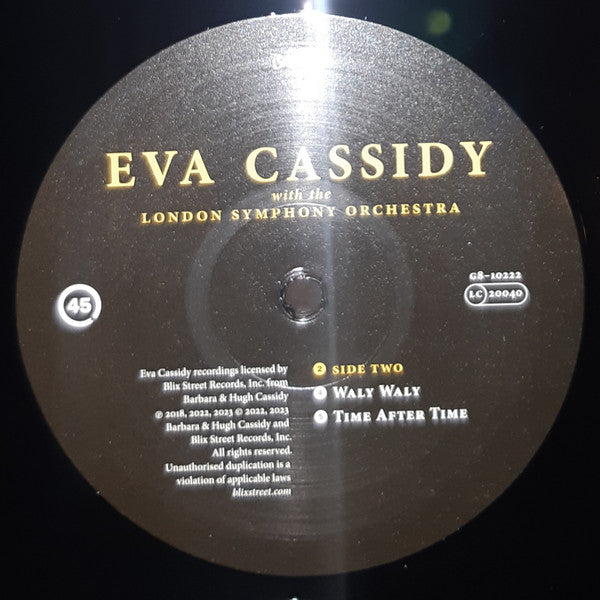 EVA CASSIDY
with the
LONDON SYMPHONY ORCHESTRA
G8-10222
LC 20040
45
Eva Cassidy recordings licensed by
Blix Street Records, Inc. from
Barbara & Hugh Cassidy
℗ 2018, 2022, 2023 © 2022, 2023
Barbara & Hugh Cassidy and
Blix Street Records, Inc.
All rights reserved.
Unauthorised duplication is a
violation of applicable laws
blixstreet.com
2 SIDE TWO
WALY WALY
TIME AFTER TIME